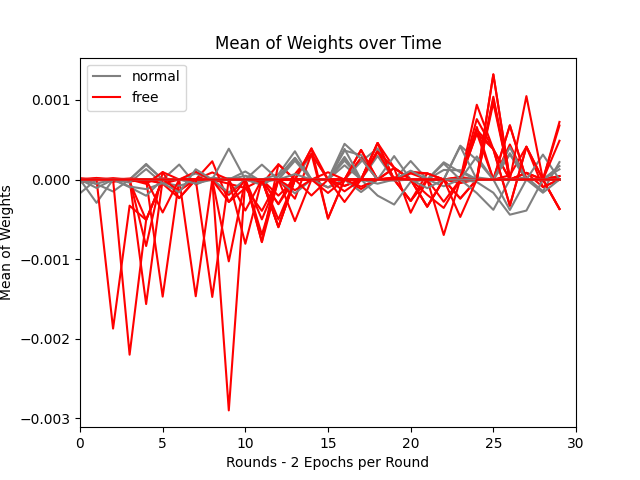 Mean of Weights over Time
normal
free
Mean of Weights
0.001
0.000
−0.001
−0.002
−0.003
0 5 10 15 20 25 30
Rounds - 2 Epochs per Round